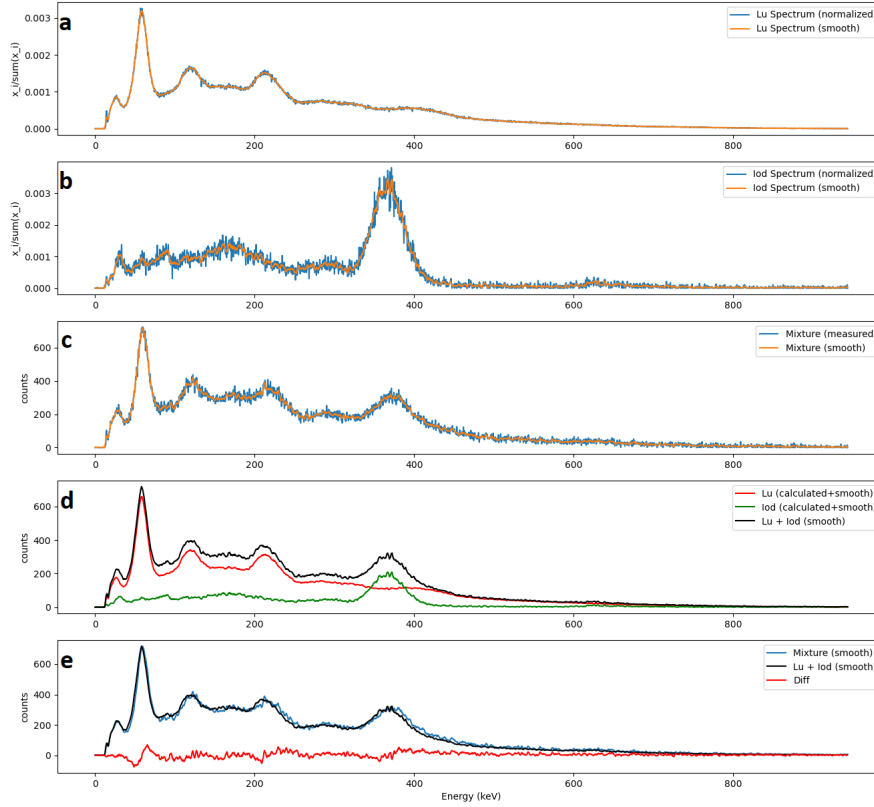 a
x_i/sum(x_i)
0.003
0.002
0.001
0.000
Lu Spectrum (normalized)
Lu Spectrum (smooth)
0 200 400 600 800
b
x_i/sum(x_i)
0.003
0.002
0.001
0.000
Iod Spectrum (normalized)
Iod Spectrum (smooth)
0 200 400 600 800
c
counts
600
400
200
0
Mixture (measured)
Mixture (smooth)
0 200 400 600 800
d
counts
600
400
200
0
Lu (calculated+smooth)
Iod (calculated+smooth)
Lu + Iod (smooth)
0 200 400 600 800
e
counts
600
400
200
0
Mixture (smooth)
Lu + Iod (smooth)
Diff
0 200 400 600 800
Energy (keV)